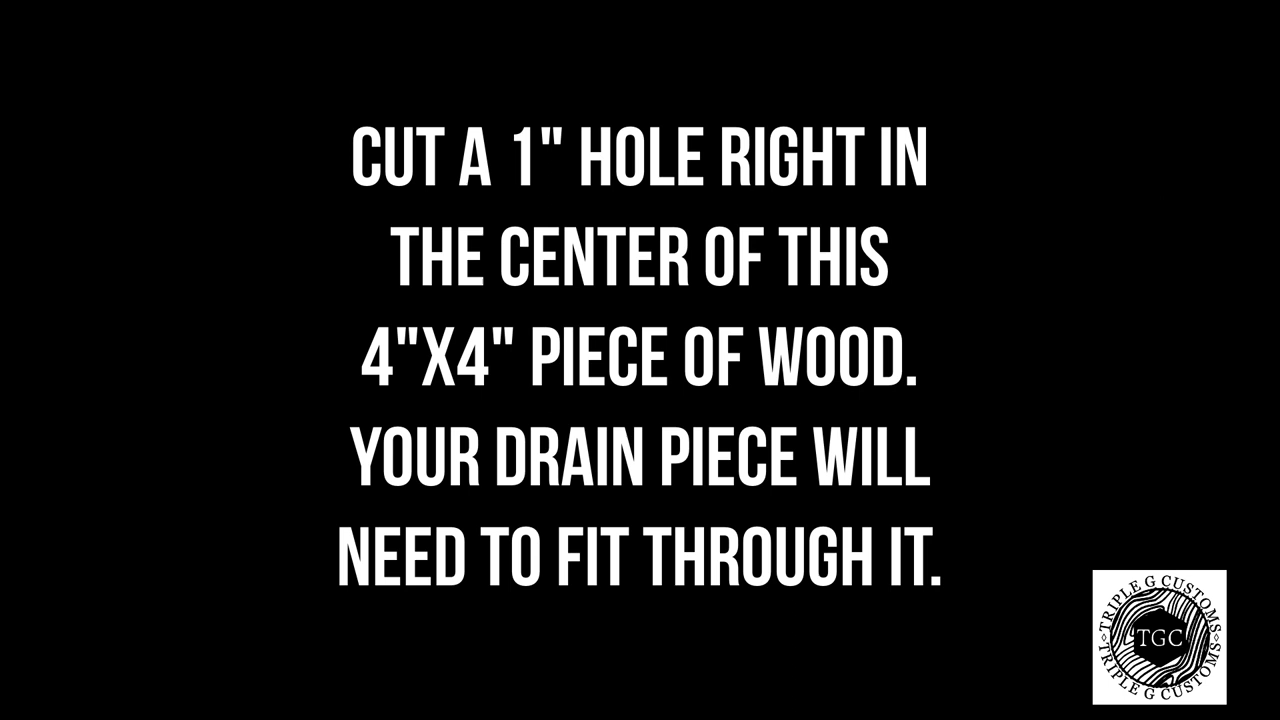 CUT A 1" HOLE RIGHT IN
THE CENTER OF THIS
4"X4" PIECE OF WOOD.
YOUR DRAIN PIECE WILL
NEED TO FIT THROUGH IT.
TRIPLE G CUSTOMS
TGC
TRIPLE G CUSTOMS